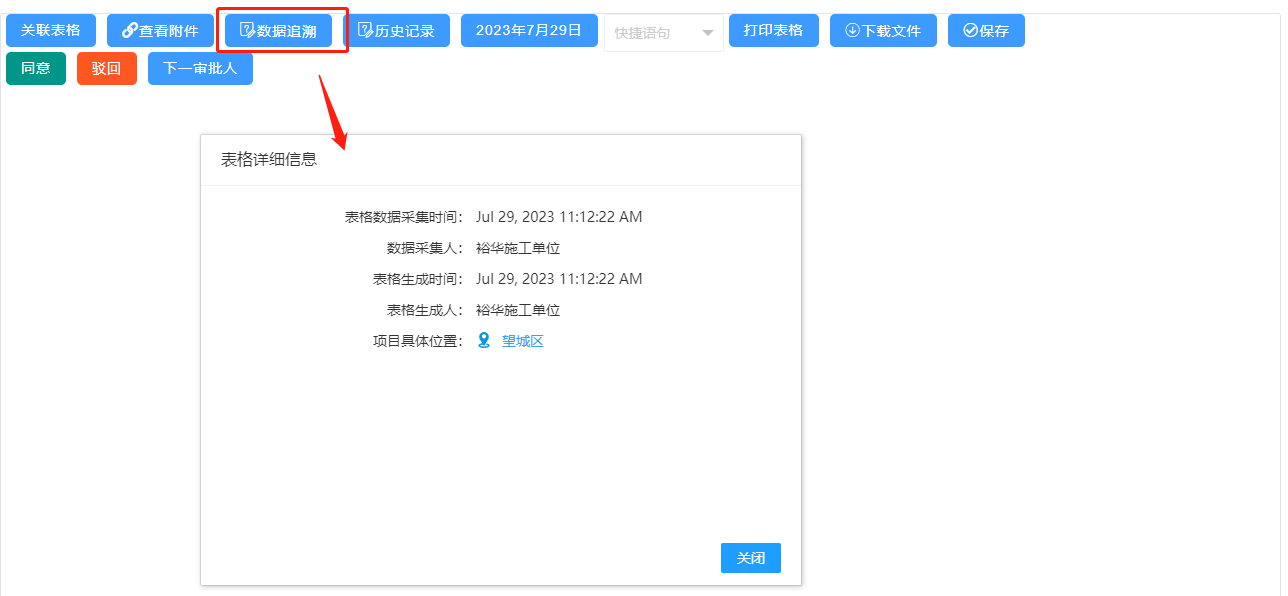 关联表格 查看附件 数据追溯 历史记录 2023年7月29日 快捷语句 打印表格 下载文件 保存
同意 驳回 下一审批人
表格详细信息
表格数据采集时间： Jul 29, 2023 11:12:22 AM
数据采集人： 裕华施工单位
表格生成时间： Jul 29, 2023 11:12:22 AM
表格生成人： 裕华施工单位
项目具体位置： 望城区
关闭